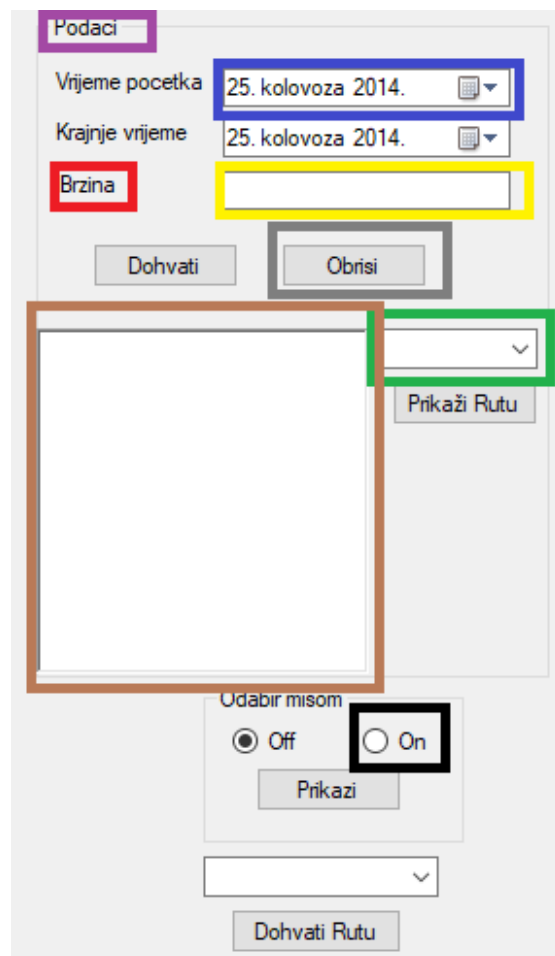 Podaci
Vrijeme pocetka 25. kolovoza 2014.
Krajnje vrijeme 25. kolovoza 2014.
Brzina
Dohvati Obrisi
Prikaži Rutu
Odabir misom
Off On
Prikazi
Dohvati Rutu